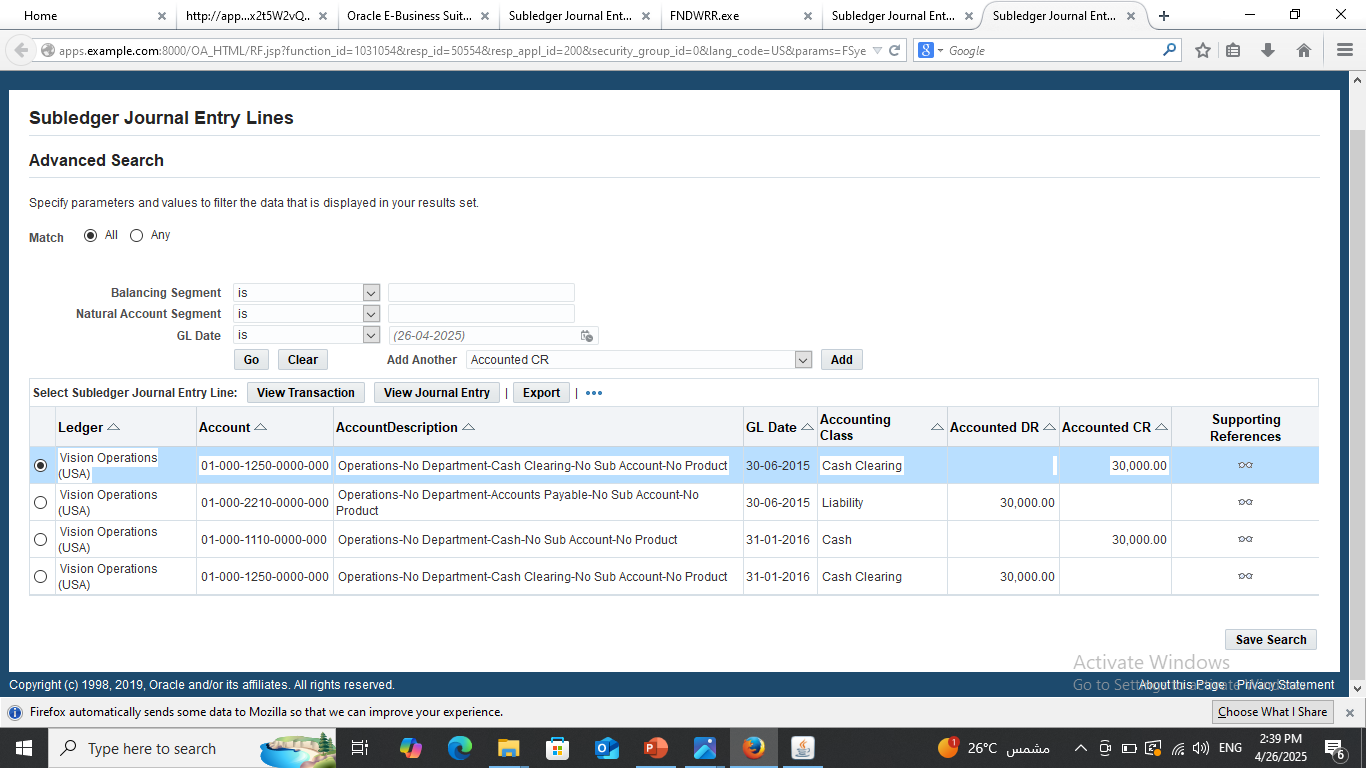 Home
http://app...x2t5W2vQ..
Oracle E-Business Suit...
Subledger Journal Ent...
FNDWRR.exe
Subledger Journal Ent...
Subledger Journal Ent...
apps.example.com:8000/OA_HTML/RF.jsp?function_id=1031054&resp_id=50554&resp_appl_id=200&security_group_id=0&lang_code=US&params=FSye
8
Google
Subledger Journal Entry Lines
Advanced Search
Specify parameters and values to filter the data that is displayed in your results set.
Match All Any
Balancing Segment is
Natural Account Segment is
GL Date is (26-04-2025)
Go Clear Add Another Accounted CR Add
Select Subledger Journal Entry Line: View Transaction View Journal Entry | Export | •••
Ledger Account AccountDescription GL Date Accounting Class Accounted DR Accounted CR Supporting References
Vision Operations (USA) 01-000-1250-0000-000 Operations-No Department-Cash Clearing-No Sub Account-No Product 30-06-2015 Cash Clearing 30,000.00
Vision Operations (USA) 01-000-2210-0000-000 Operations-No Department-Accounts Payable-No Sub Account-No Product 30-06-2015 Liability 30,000.00
Vision Operations (USA) 01-000-1110-0000-000 Operations-No Department-Cash-No Sub Account-No Product 31-01-2016 Cash 30,000.00
Vision Operations (USA) 01-000-1250-0000-000 Operations-No Department-Cash Clearing-No Sub Account-No Product 31-01-2016 Cash Clearing 30,000.00
Save Search
Activate Windows
Copyright (c) 1998, 2019, Oracle and/or its affiliates. All rights reserved.
About this Page Privacy Statement
Firefox automatically sends some data to Mozilla so that we can improve your experience.
Choose What I Share
Type here to search
1
26°C مشمس
ENG
2:39 PM
4/26/2025
6